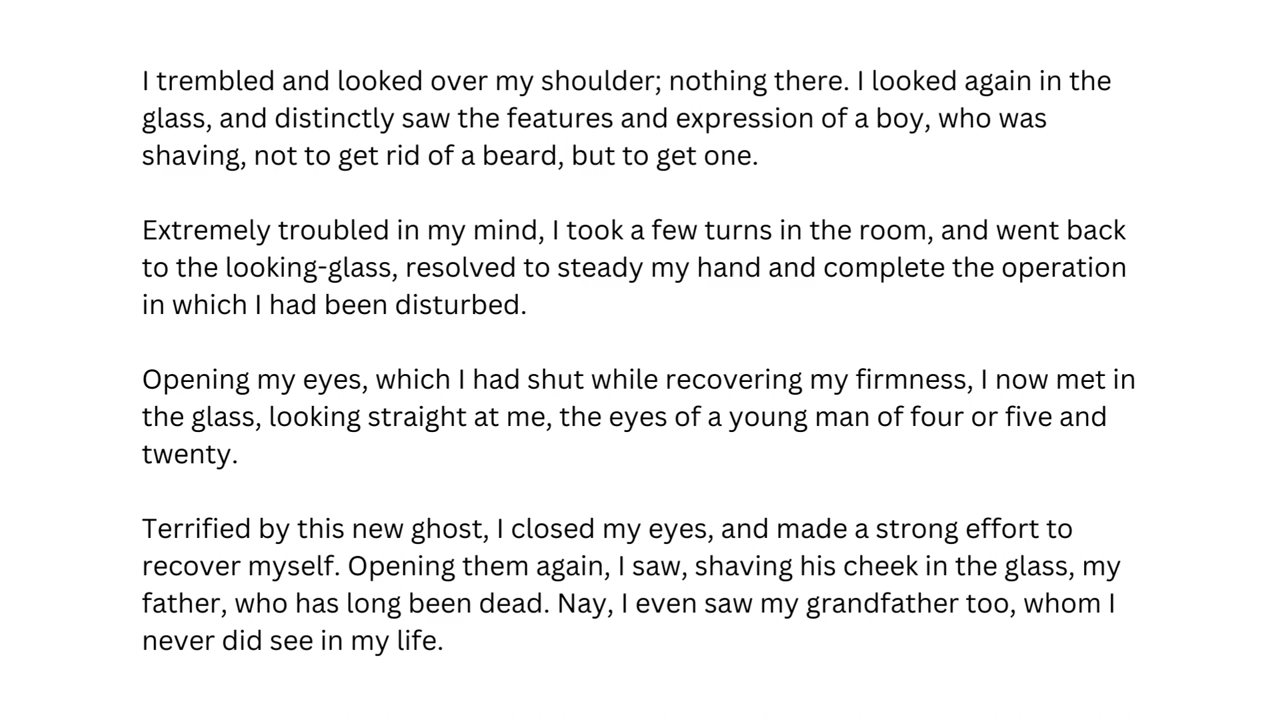 I trembled and looked over my shoulder; nothing there. I looked again in the
glass, and distinctly saw the features and expression of a boy, who was
shaving, not to get rid of a beard, but to get one.
Extremely troubled in my mind, I took a few turns in the room, and went back
to the looking-glass, resolved to steady my hand and complete the operation
in which I had been disturbed.
Opening my eyes, which I had shut while recovering my firmness, I now met in
the glass, looking straight at me, the eyes of a young man of four or five and
twenty.
Terrified by this new ghost, I closed my eyes, and made a strong effort to
recover myself. Opening them again, I saw, shaving his cheek in the glass, my
father, who has long been dead. Nay, I even saw my grandfather too, whom I
never did see in my life.